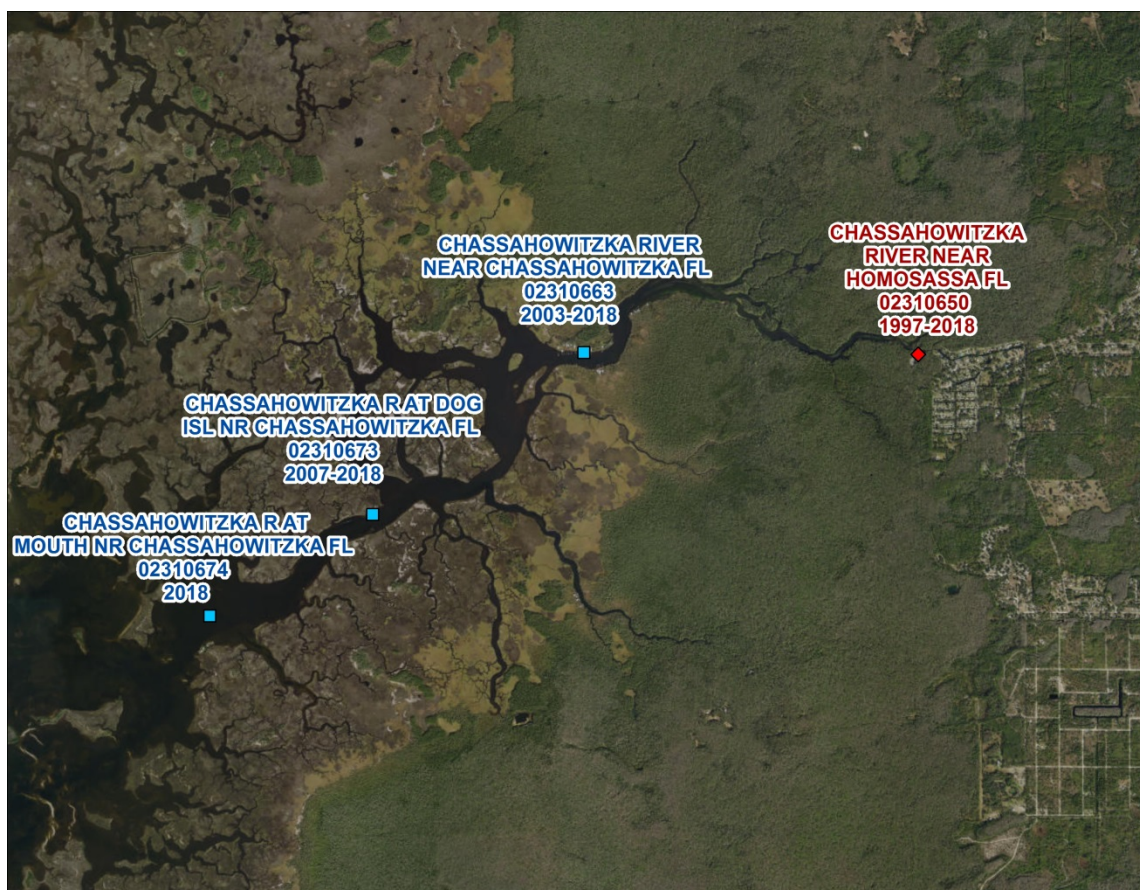 CHASSAHOWITZKA RIVER
NEAR CHASSAHOWITZKA FL
02310663
2003-2018
CHASSAHOWITZKA
RIVER NEAR
HOMOSASSA FL
02310650
1997-2018
CHASSAHOWITZKA R AT DOG
ISL NR CHASSAHOWITZKA FL
02310673
2007-2018
CHASSAHOWITZKA R AT
MOUTH NR CHASSAHOWITZKA FL
02310674
2018